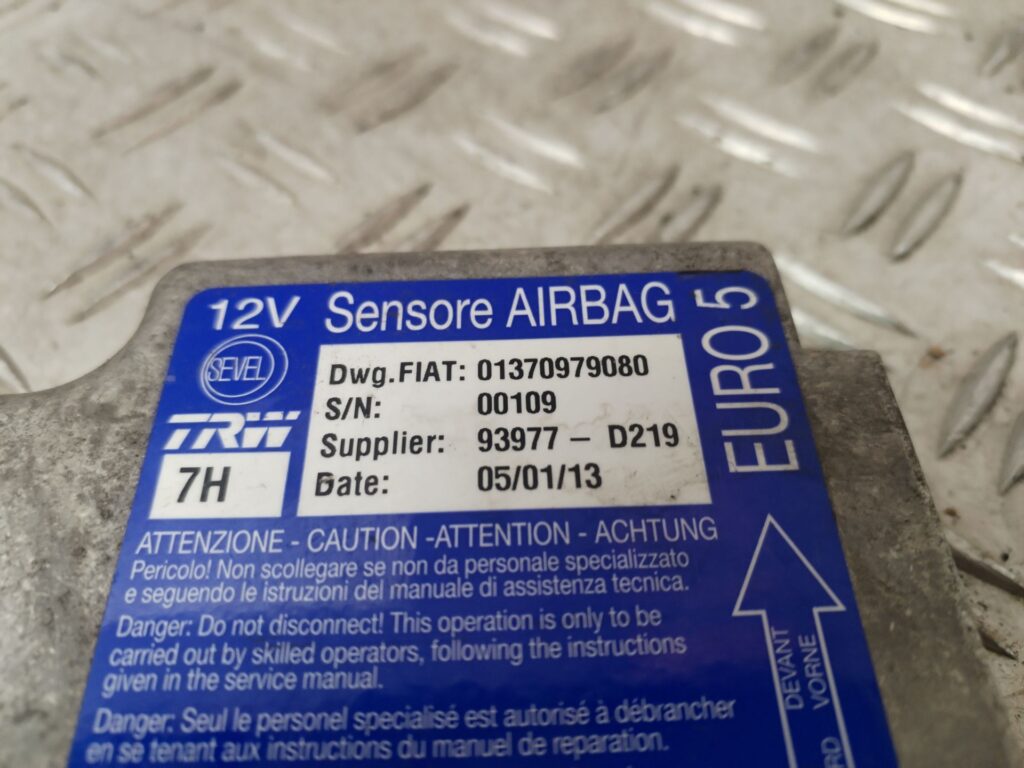 12V Sensore AIRBAG
SEVEL
TRW
7H
Dwg.FIAT: 01370979080
S/N: 00109
Supplier: 93977 - D219
Date: 05/01/13
EURO 5
ATTENZIONE - CAUTION -ATTENTION - ACHTUNG
Pericolo! Non scollegare se non da personale specializzato
e seguendo le istruzioni del manuale di assistenza tecnica.
Danger: Do not disconnect! This operation is only to be
carried out by skilled operators, following the instructions
given in the service manual.
Danger: Seul le personel specialisé est autorisé à débrancher
en se tenant aux instructions du manuel de reparation.
DEVANT
VORNE